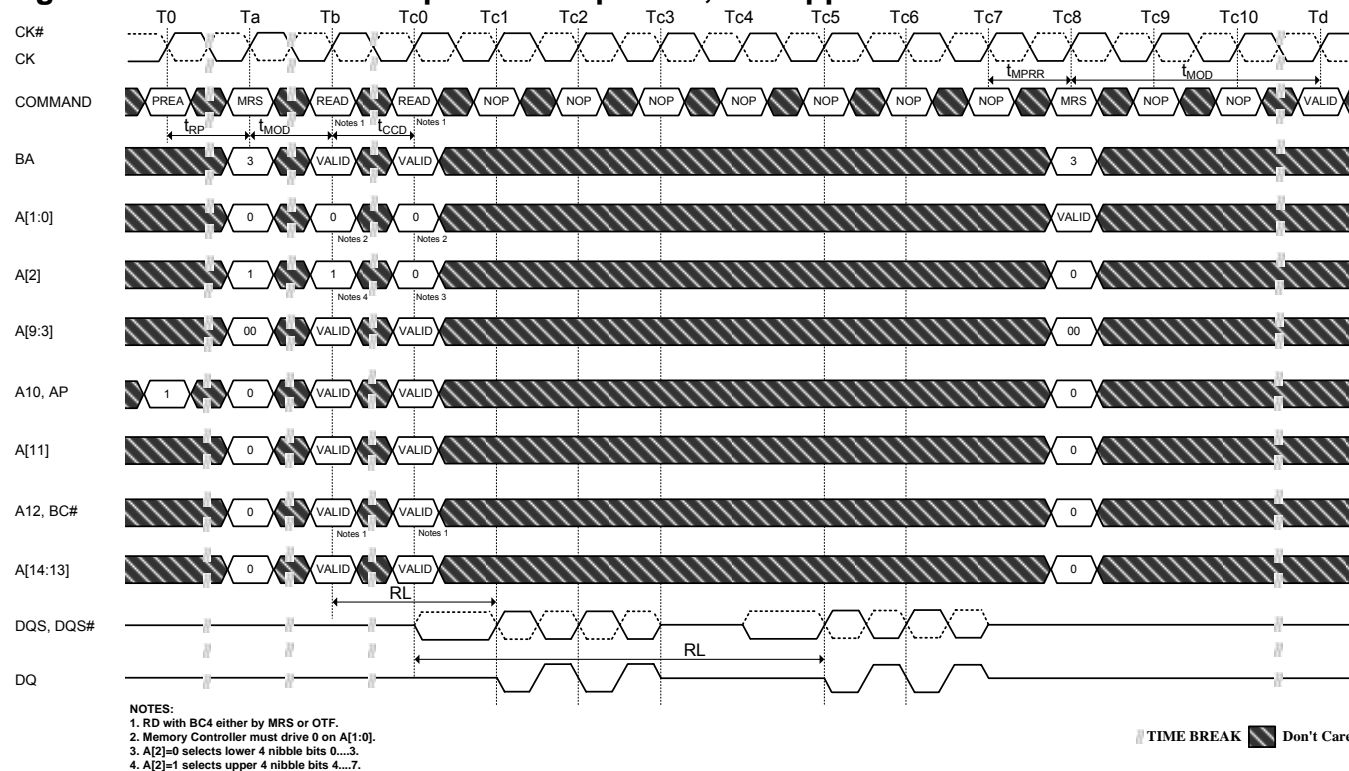 T0 Ta Tb Tc0 Tc1 Tc2 Tc3 Tc4 Tc5 Tc6 Tc7 Tc8 Tc9 Tc10 Td
CK#
CK
tMPRR tMOD
COMMAND PREA MRS READ READ NOP NOP NOP NOP NOP NOP NOP MRS NOP NOP VALID
Notes 1 Notes 1
tRP tMOD tCCD
BA 3 VALID VALID 3
A[1:0] 0 0 0 VALID
Notes 2 Notes 2
A[2] 1 1 0 0
Notes 4 Notes 3
A[9:3] 00 VALID VALID 00
A10, AP 1 0 VALID VALID 0
A[11] 0 VALID VALID 0
A12, BC# 0 VALID VALID 0
Notes 1 Notes 1
A[14:13] 0 VALID VALID 0
RL
DQS, DQS#
RL
DQ
NOTES:
1. RD with BC4 either by MRS or OTF.
2. Memory Controller must drive 0 on A[1:0].
3. A[2]=0 selects lower 4 nibble bits 0....3.
4. A[2]=1 selects upper 4 nibble bits 4....7.
TIME BREAK Don't Care